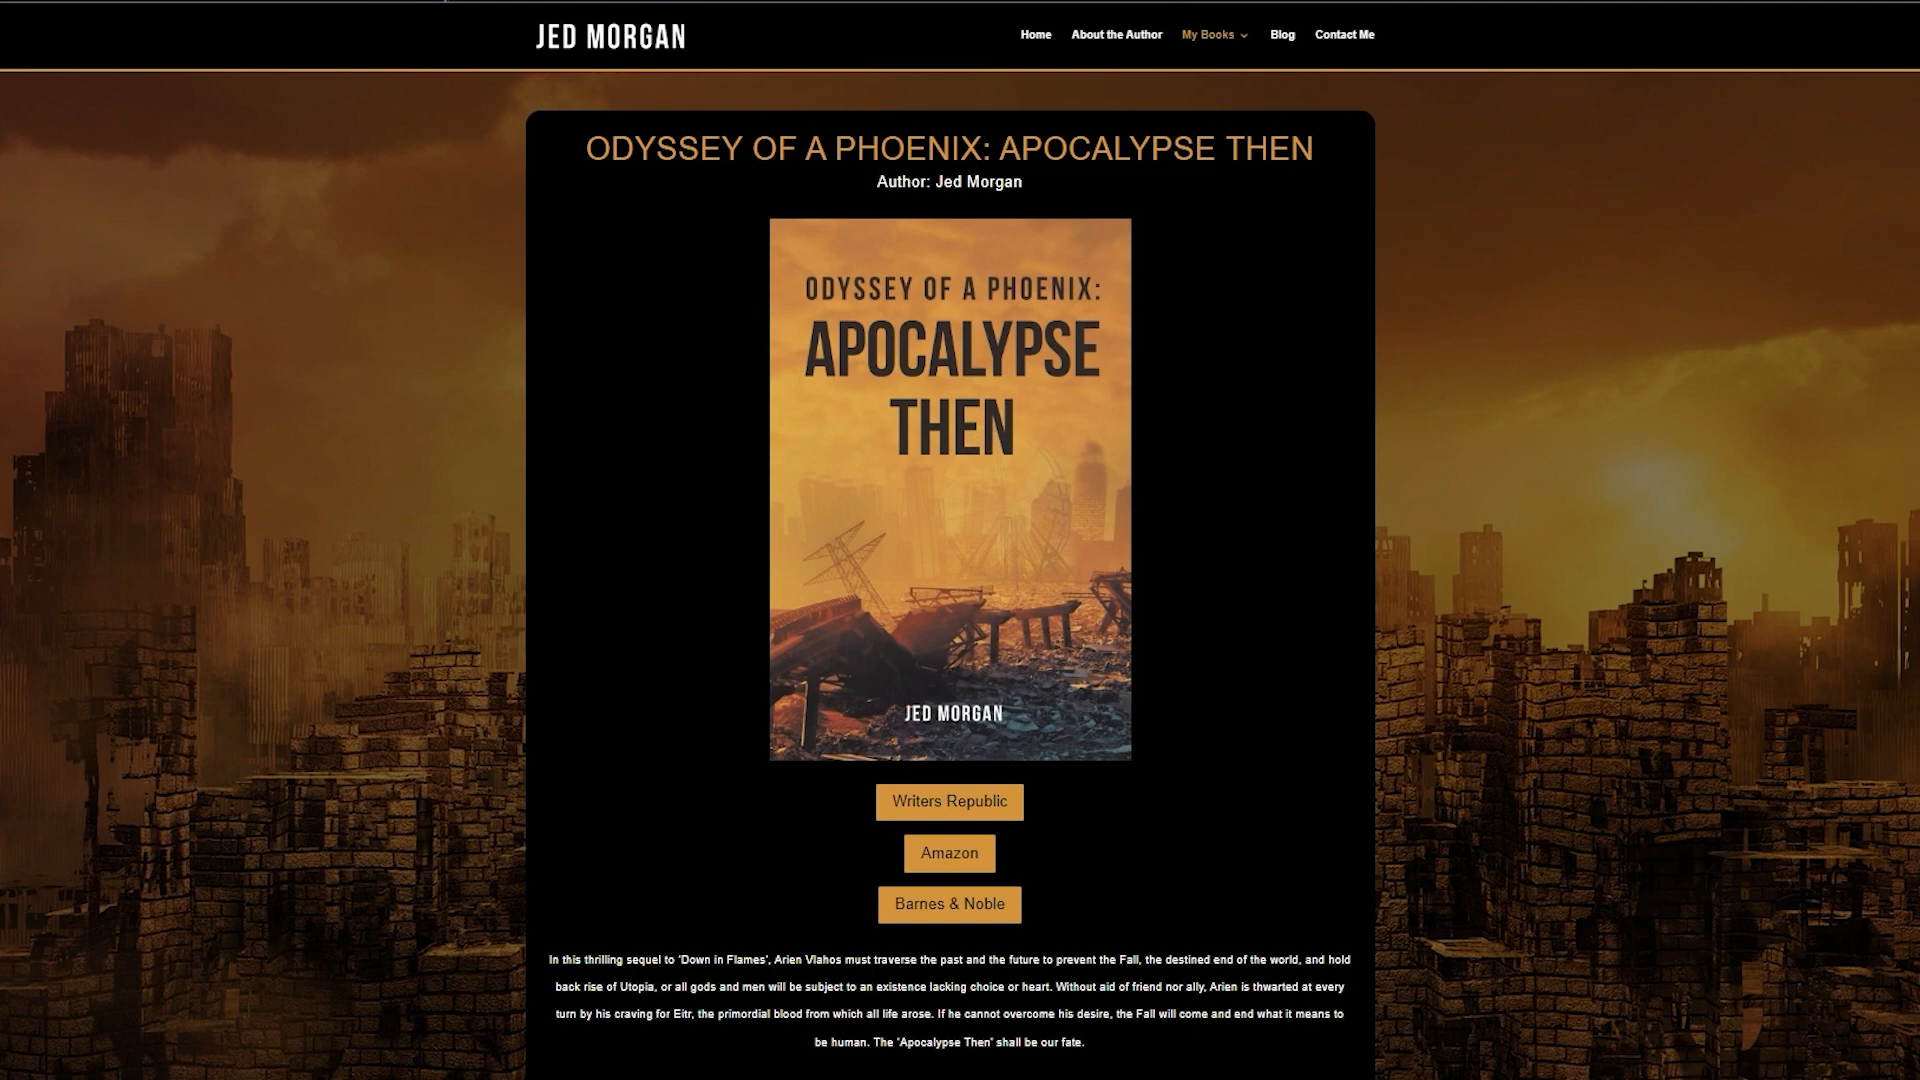 JED MORGAN
Home About the Author My Books Blog Contact Me
ODYSSEY OF A PHOENIX: APOCALYPSE THEN
Author: Jed Morgan
ODYSSEY OF A PHOENIX:
APOCALYPSE
THEN
JED MORGAN
Writers Republic
Amazon
Barnes & Noble
In this thrilling sequel to 'Down in Flames', Arien Vlahos must traverse the past and the future to prevent the Fall, the destined end of the world, and hold
back rise of Utopia, or all gods and men will be subject to an existence lacking choice or heart. Without aid of friend nor ally, Arien is thwarted at every
turn by his craving for Eitr, the primordial blood from which all life arose. If he cannot overcome his desire, the Fall will come and end what it means to
be human. The 'Apocalypse Then' shall be our fate.